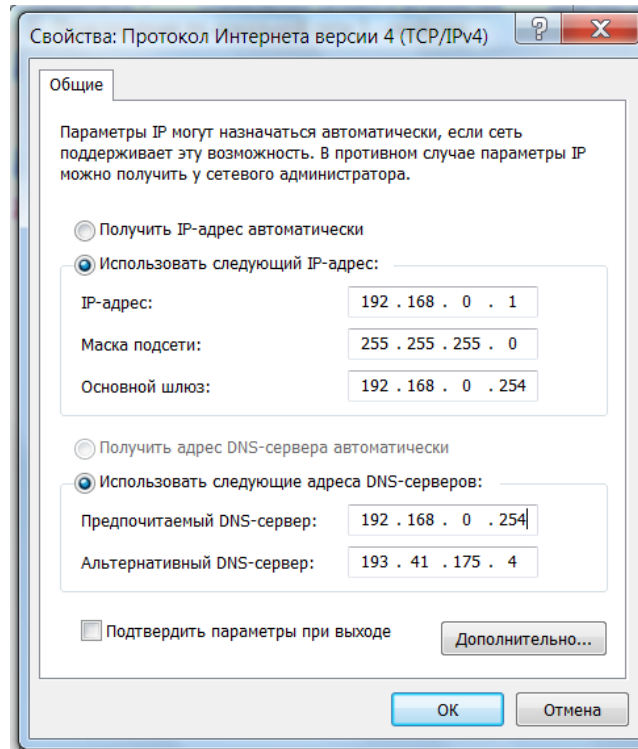 Свойства: Протокол Интернета версии 4 (TCP/IPv4)
Общие
Параметры IP могут назначаться автоматически, если сеть
поддерживает эту возможность. В противном случае параметры IP
можно получить у сетевого администратора.
Получить IP-адрес автоматически
Использовать следующий IP-адрес:
IP-адрес: 192 . 168 . 0 . 1
Маска подсети: 255 . 255 . 255 . 0
Основной шлюз: 192 . 168 . 0 . 254
Получить адрес DNS-сервера автоматически
Использовать следующие адреса DNS-серверов:
Предпочитаемый DNS-сервер: 192 . 168 . 0 . 254
Альтернативный DNS-сервер: 193 . 41 . 175 . 4
Подтвердить параметры при выходе
Дополнительно...
ОК Отмена